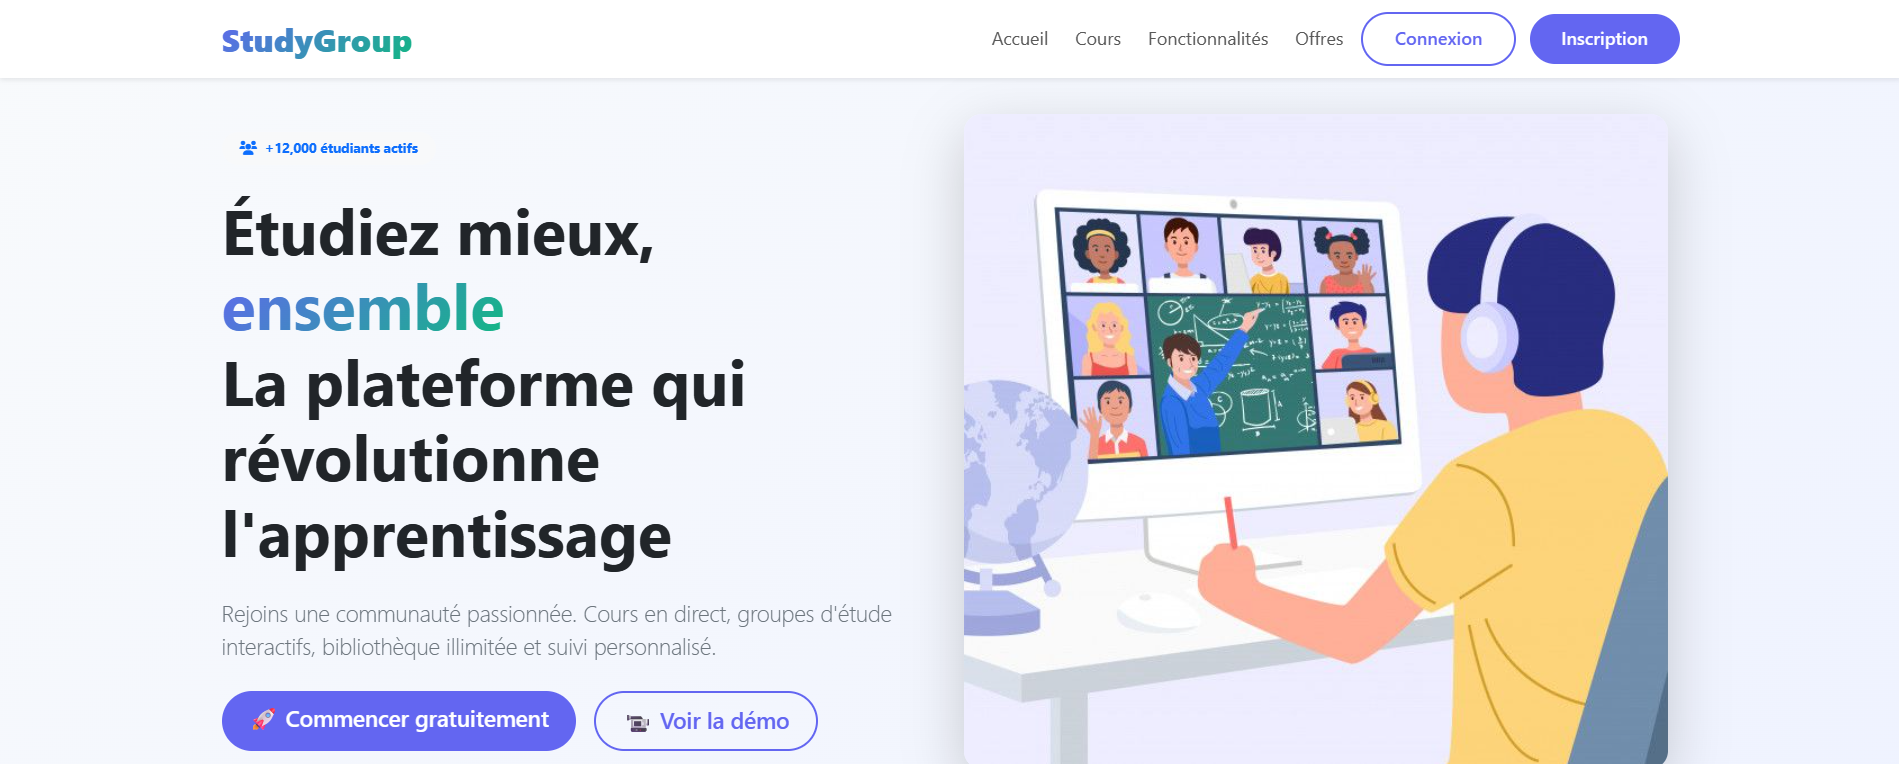 StudyGroup
Accueil Cours Fonctionnalités Offres Connexion Inscription
+12,000 étudiants actifs
Étudiez mieux,
ensemble
La plateforme qui
révolutionne
l'apprentissage
Rejoins une communauté passionnée. Cours en direct, groupes d'étude
interactifs, bibliothèque illimitée et suivi personnalisé.
Commencer gratuitement
Voir la démo